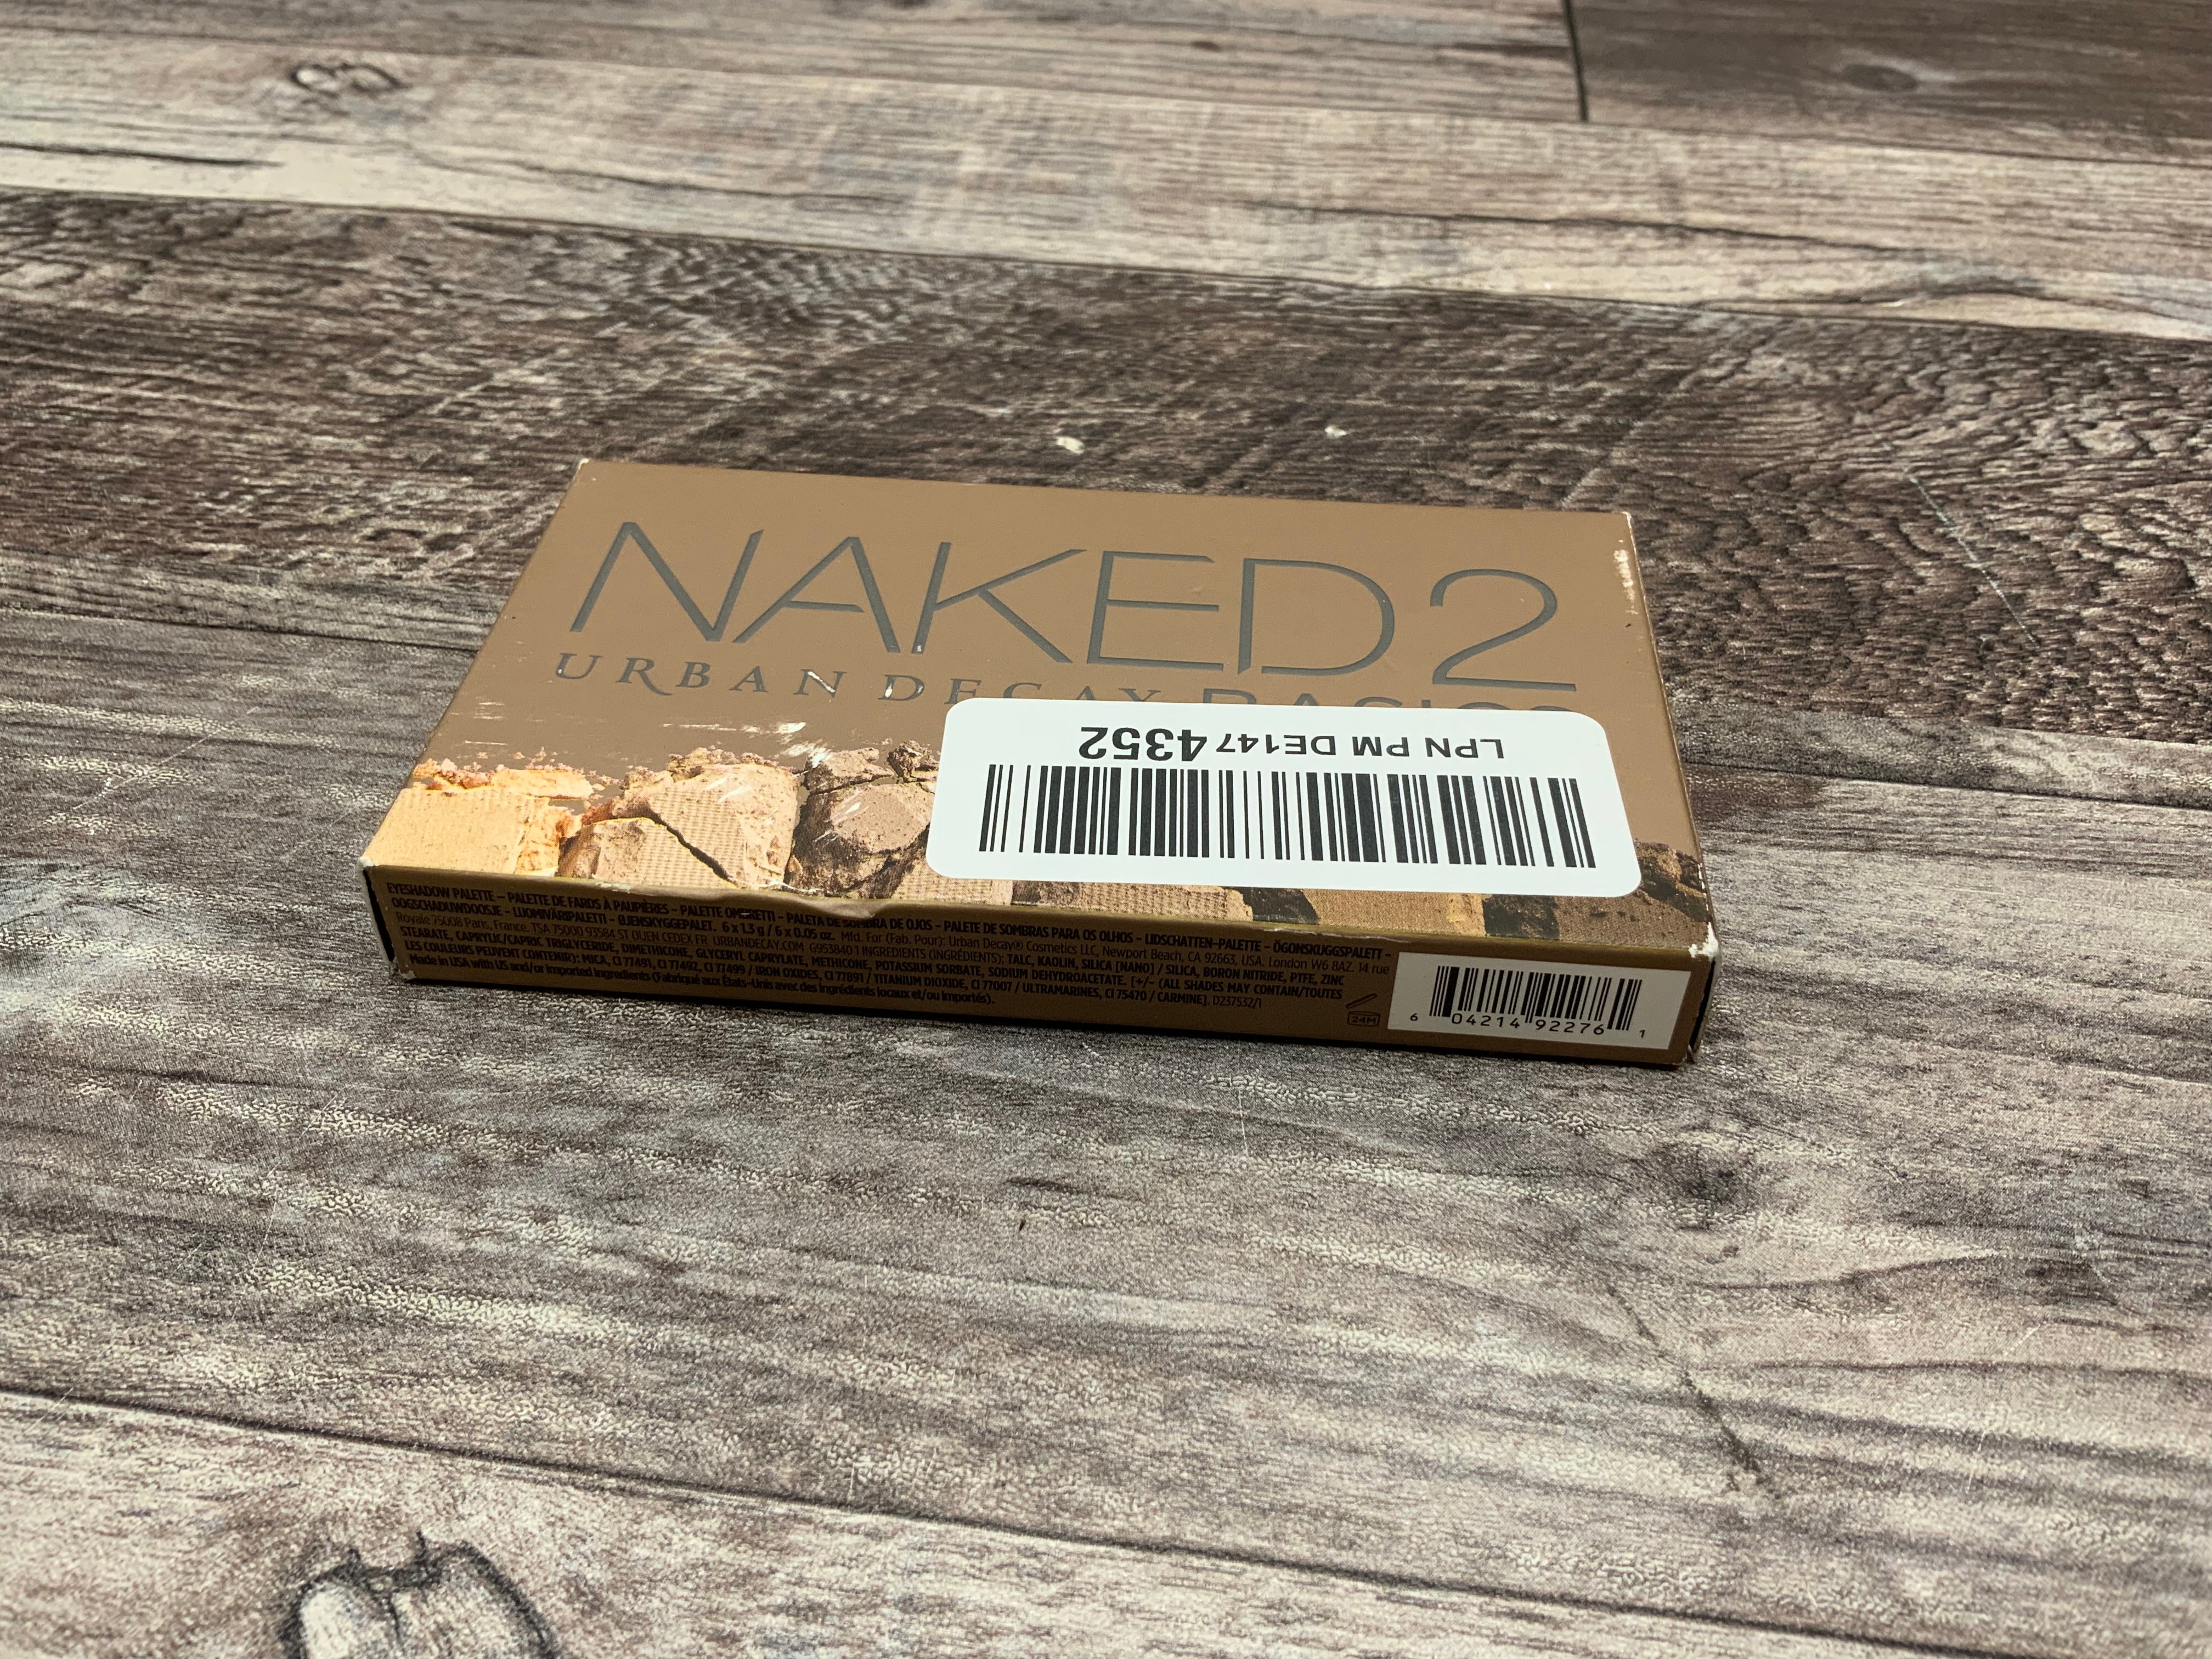 NAKED2
URBAN DECAY BASICS
LPN PM DE1474352
EYESHADOW PALETTE – PALETTE DE FARDS À PAUPIÈRES – PALETTE OMBRETTI – PALETA DE SOMBRA DE OJOS – PALETE DE SOMBRAS PARA OS OLHOS – LIDSCHATTEN-PALETTE – ÖGONSKUGGSPALETT –
OOGSCHADUWDOOSJE – LUOMIVÄRIPALETTI – ØJENSKYGGEPALET. 6 x 1.3 g / 6 x 0.05 oz. Mfd. For (Fab. Pour): Urban Decay® Cosmetics LLC, Newport Beach, CA 92663, USA. London W6 8AZ. 14 rue
Royale 75008 Paris, France. TSA 75000 93584 ST OUEN CEDEX FR URBANDECAY.COM G953840 1 INGREDIENTS (INGRÉDIENTS): TALC, KAOLIN, SILICA [NANO] / SILICA, BORON NITRIDE, PTFE, ZINC
STEARATE, CAPRYLIC/CAPRIC TRIGLYCERIDE, DIMETHICONE, GLYCERYL CAPRYLATE, METHICONE, POTASSIUM SORBATE, SODIUM DEHYDROACETATE. [+/– (ALL SHADES MAY CONTAIN/TOUTES
LES COULEURS PEUVENT CONTENIR): MICA, CI 77491, CI 77492, CI 77499 / IRON OXIDES, CI 77891 / TITANIUM DIOXIDE, CI 77007 / ULTRAMARINES, CI 75470 / CARMINE]. D237532/1
Made in USA with US and/or imported ingredients (Fabriqué aux États-Unis avec des ingrédients locaux et/ou importés).
24M
6 04214 92276 1